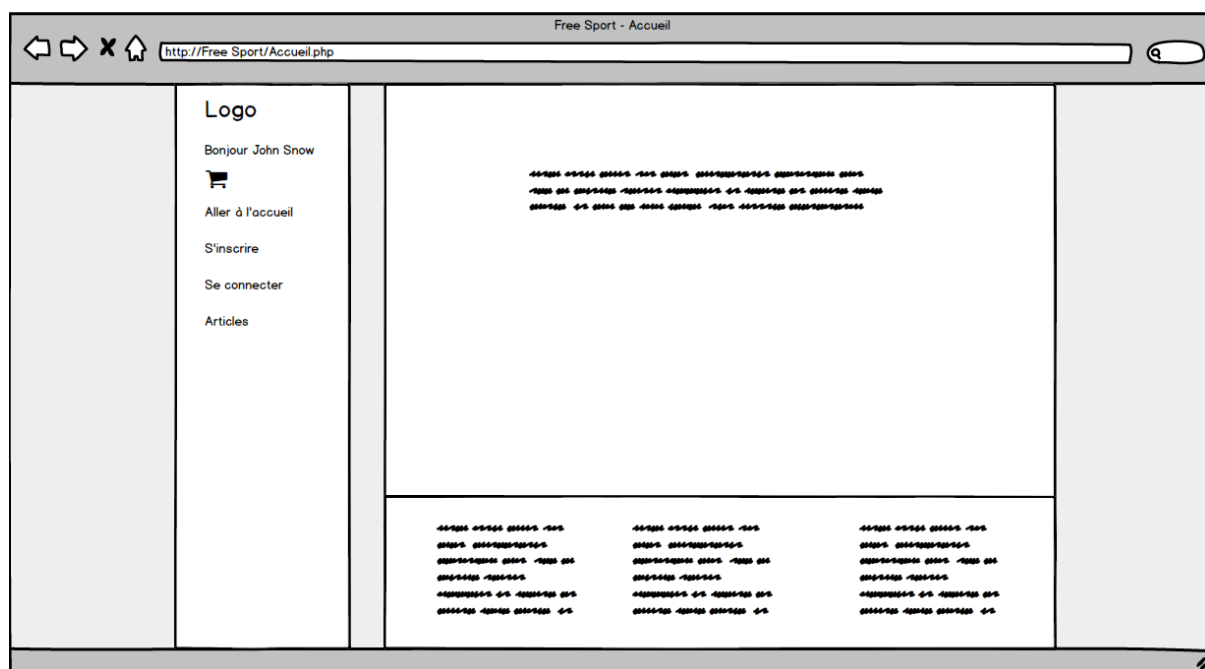 Free Sport - Accueil
http://Free Sport/Accueil.php
Logo
Bonjour John Snow
Aller à l'accueil
S'inscrire
Se connecter
Articles